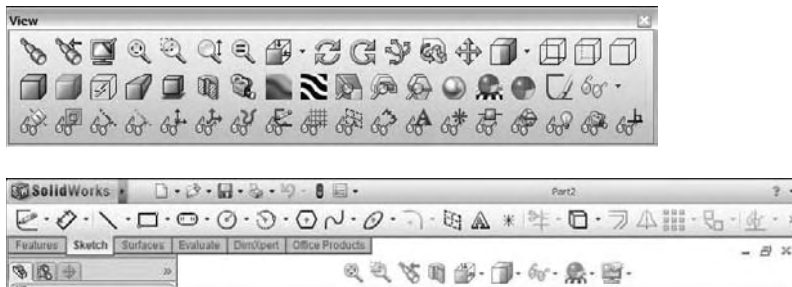 View
SolidWorks Part2 ?
Features Sketch Surfaces Evaluate DimXpert Office Products